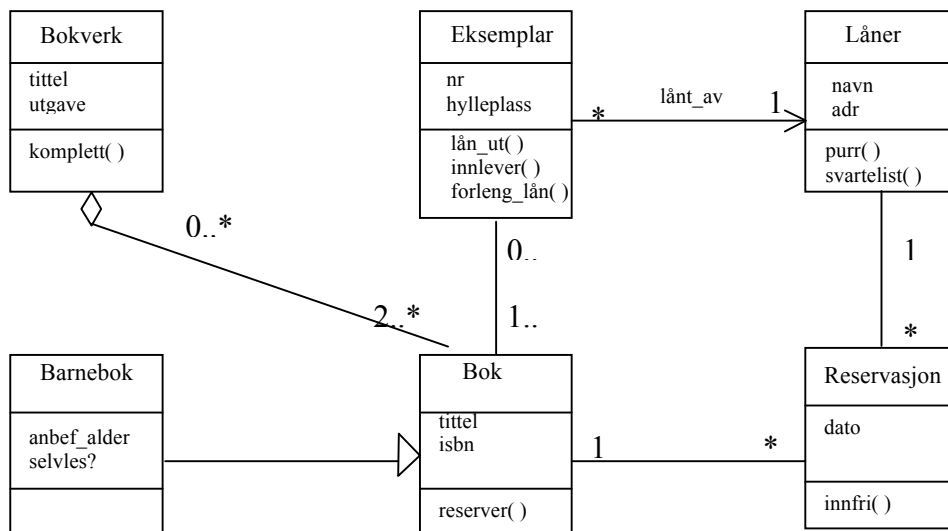 Bokverk
tittel
utgave
komplett( )
Eksemplar
nr
hylleplass
lån_ut( )
innlever( )
forleng_lån( )
* lånt_av 1
Låner
navn
adr
purr( )
svartelist( )
0..*
2..*
0..
1..
1
*
Barnebok
anbef_alder
selvles?
Bok
tittel
isbn
reserver( )
1 *
Reservasjon
dato
innfri( )